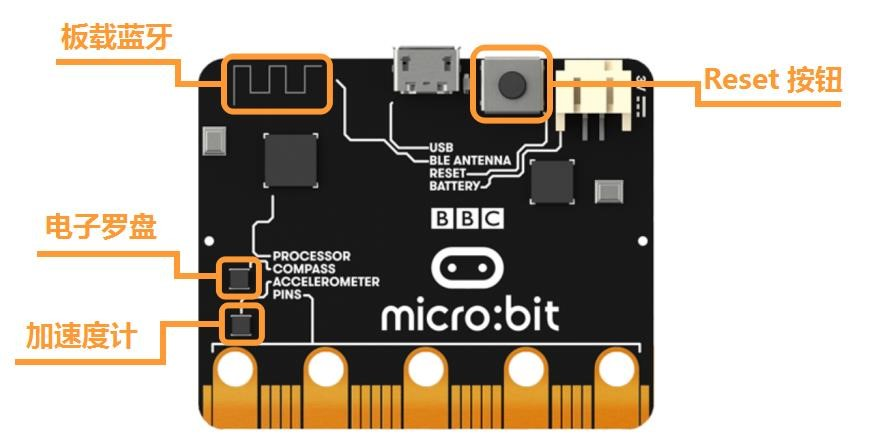 板载蓝牙
Reset 按钮
3V
USB
BLE ANTENNA
RESET
BATTERY
BBC
电子罗盘
PROCESSOR
COMPASS
ACCELEROMETER
PINS
micro:bit
加速度计